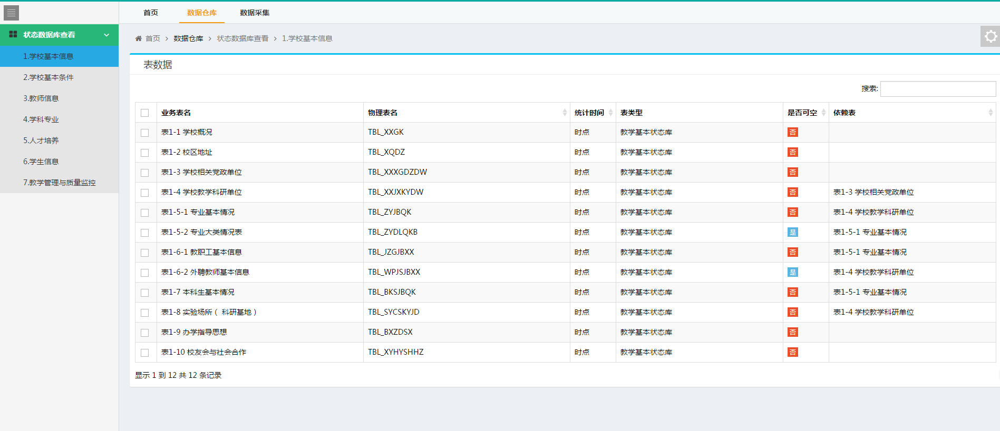 首页 数据仓库 数据采集
状态数据库查看
1.学校基本信息
2.学校基本条件
3.教师信息
4.学科专业
5.人才培养
6.学生信息
7.教学管理与质量监控
首页 > 数据仓库 > 状态数据库查看 > 1.学校基本信息
表数据
搜索:
业务表名 物理表名 统计时间 表类型 是否可空 依赖表
表1-1 学校概况 TBL_XXGK 时点 教学基本状态库 否
表1-2 校区地址 TBL_XQDZ 时点 教学基本状态库 否
表1-3 学校相关党政单位 TBL_XXXGDZDW 时点 教学基本状态库 否
表1-4 学校教学科研单位 TBL_XXJXKYDW 时点 教学基本状态库 否 表1-3 学校相关党政单位
表1-5-1 专业基本情况 TBL_ZYJBQK 时点 教学基本状态库 否 表1-4 学校教学科研单位
表1-5-2 专业大类情况表 TBL_ZYDLQKB 时点 教学基本状态库 是 表1-5-1 专业基本情况
表1-6-1 教职工基本信息 TBL_JZGJBXX 时点 教学基本状态库 否 表1-5-1 专业基本情况
表1-6-2 外聘教师基本信息 TBL_WPJSJBXX 时点 教学基本状态库 是 表1-4 学校教学科研单位
表1-7 本科生基本情况 TBL_BKSJBQK 时点 教学基本状态库 否 表1-5-1 专业基本情况
表1-8 实验场所（ 科研基地 ） TBL_SYCSKYJD 时点 教学基本状态库 否 表1-4 学校教学科研单位
表1-9 办学指导思想 TBL_BXZDSX 时点 教学基本状态库 否
表1-10 校友会与社会合作 TBL_XYHYSHHZ 时点 教学基本状态库 否
显示 1 到 12 共 12 条记录